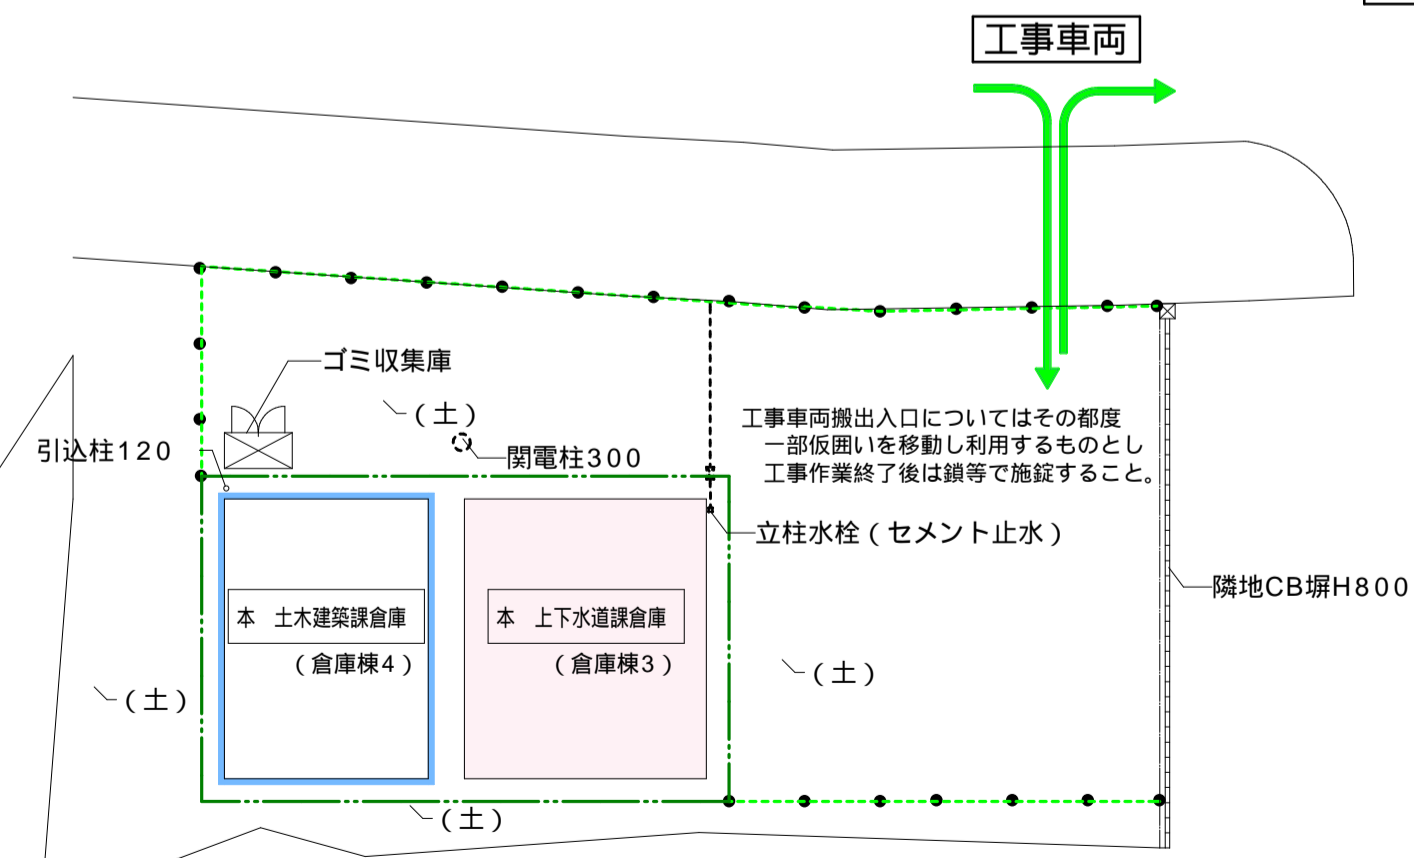 工事車両
ゴミ収集庫
（土）
引込柱120
関電柱300
工事車両搬出入口についてはその都度
一部仮囲いを移動し利用するものとし
工事作業終了後は鎖等で施錠すること。
立柱水栓（セメント止水）
隣地CB塀H800
本　土木建築課倉庫
（倉庫棟4）
本　上下水道課倉庫
（倉庫棟3）
（土）
（土）
（土）